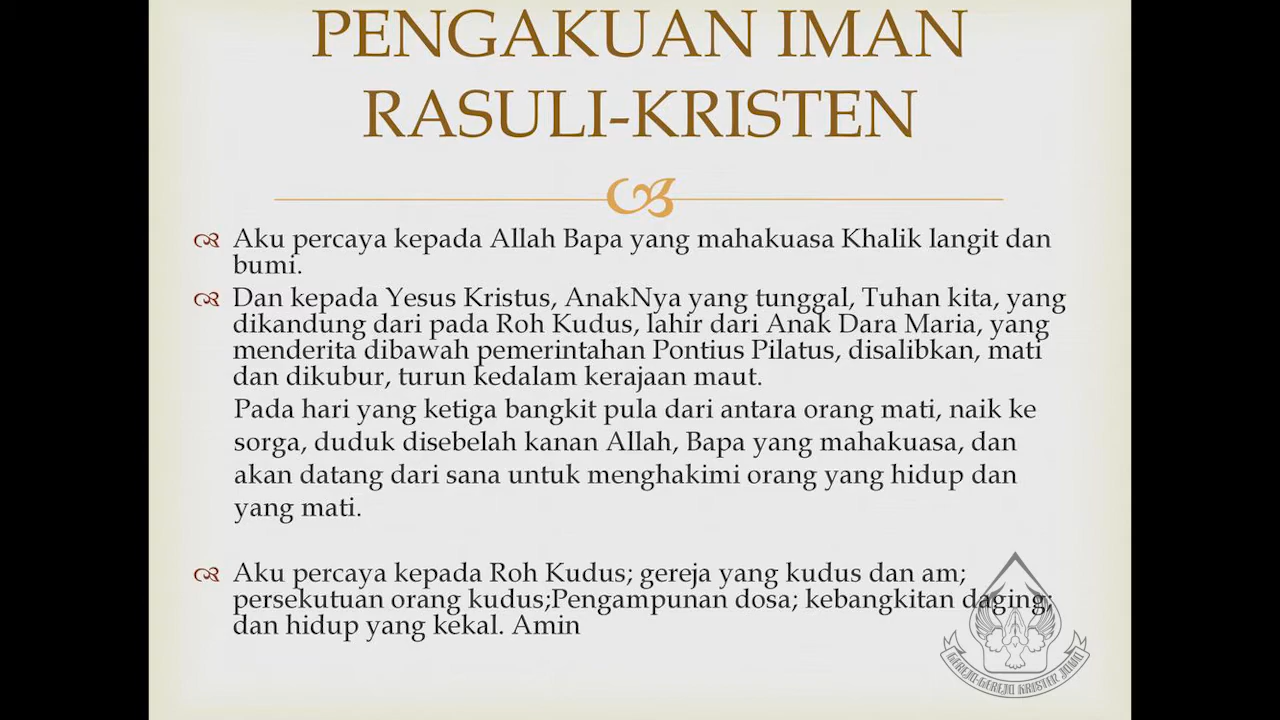 PENGAKUAN IMAN
RASULI-KRISTEN
Aku percaya kepada Allah Bapa yang mahakuasa Khalik langit dan
bumi.
Dan kepada Yesus Kristus, AnakNya yang tunggal, Tuhan kita, yang
dikandung dari pada Roh Kudus, lahir dari Anak Dara Maria, yang
menderita dibawah pemerintahan Pontius Pilatus, disalibkan, mati
dan dikubur, turun kedalam kerajaan maut.
Pada hari yang ketiga bangkit pula dari antara orang mati, naik ke
sorga, duduk disebelah kanan Allah, Bapa yang mahakuasa, dan
akan datang dari sana untuk menghakimi orang yang hidup dan
yang mati.
Aku percaya kepada Roh Kudus; gereja yang kudus dan am;
persekutuan orang kudus;Pengampunan dosa; kebangkitan daging;
dan hidup yang kekal. Amin
GEREJA-GEREJA KRISTEN JAWA